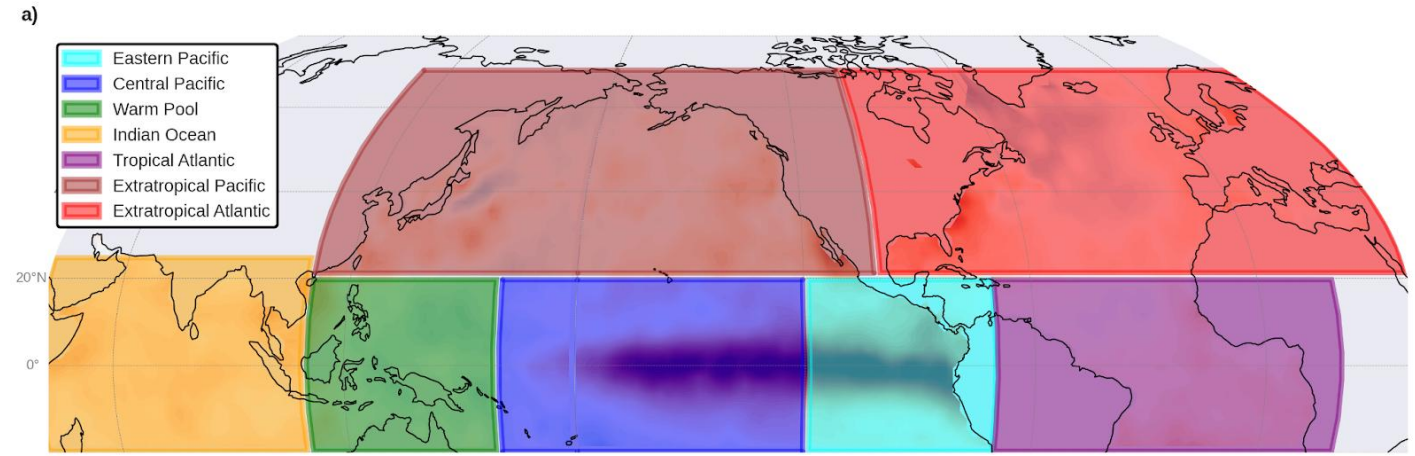 a)
Eastern Pacific
Central Pacific
Warm Pool
Indian Ocean
Tropical Atlantic
Extratropical Pacific
Extratropical Atlantic
20°N
0°